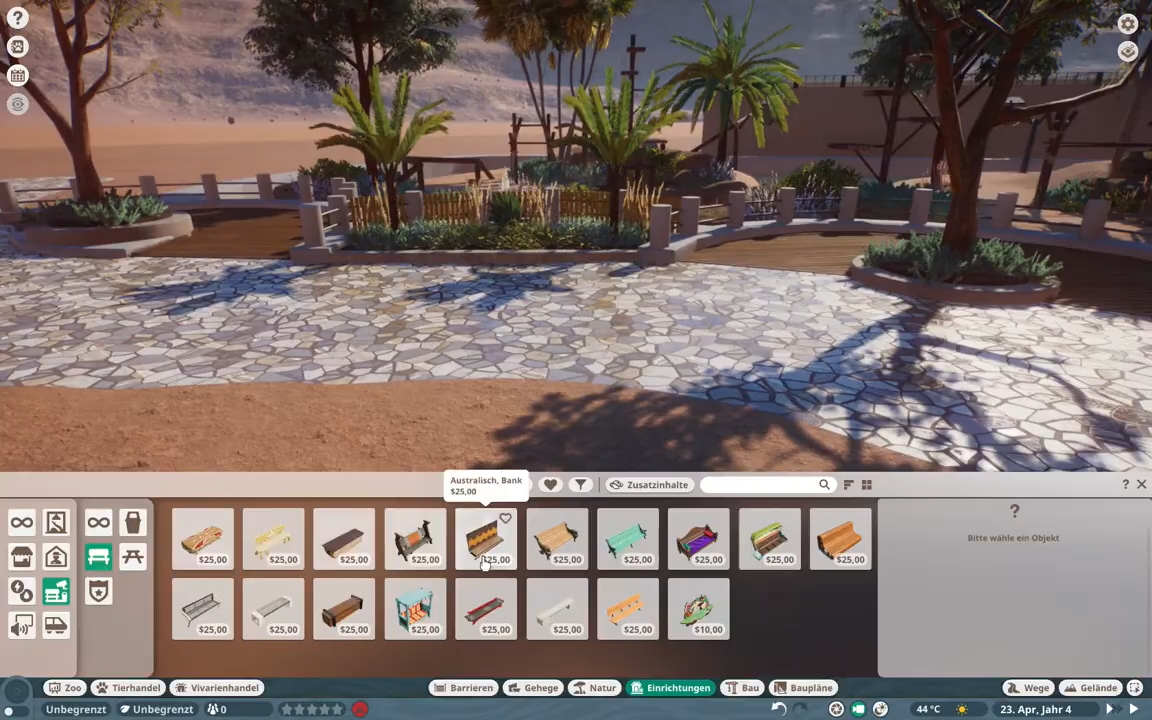 ?
Australisch, Bank
$25,00
Zusatzinhalte
?
?
Bitte wähle ein Objekt
$25,00 $25,00 $25,00 $25,00 $25,00 $25,00 $25,00 $25,00 $25,00 $25,00
$25,00 $25,00 $25,00 $25,00 $25,00 $25,00 $25,00 $10,00
Zoo Tierhandel Vivarienhandel Barrieren Gehege Natur Einrichtungen Bau Baupläne Wege Gelände
Unbegrenzt Unbegrenzt 0 44 °C 23. Apr, Jahr 4